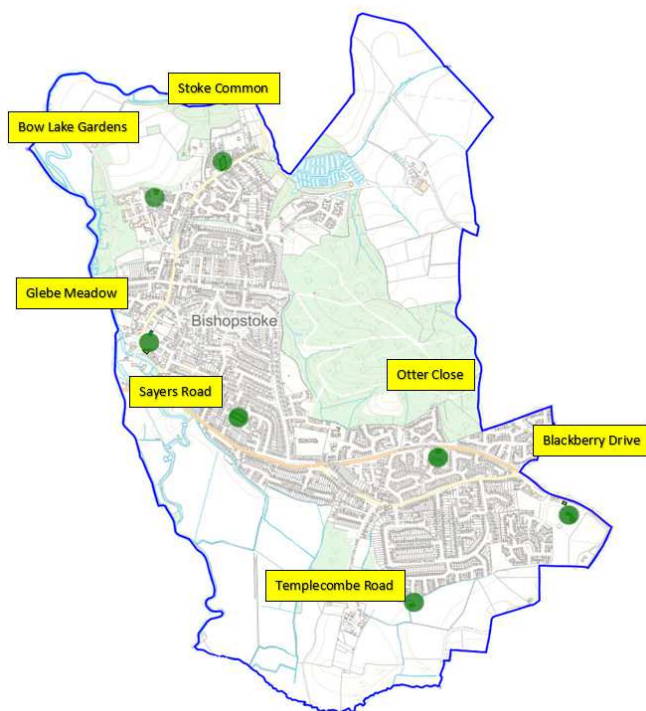 Stoke Common
Bow Lake Gardens
Glebe Meadow
Bishopstoke
Otter Close
Sayers Road
Blackberry Drive
Templecombe Road